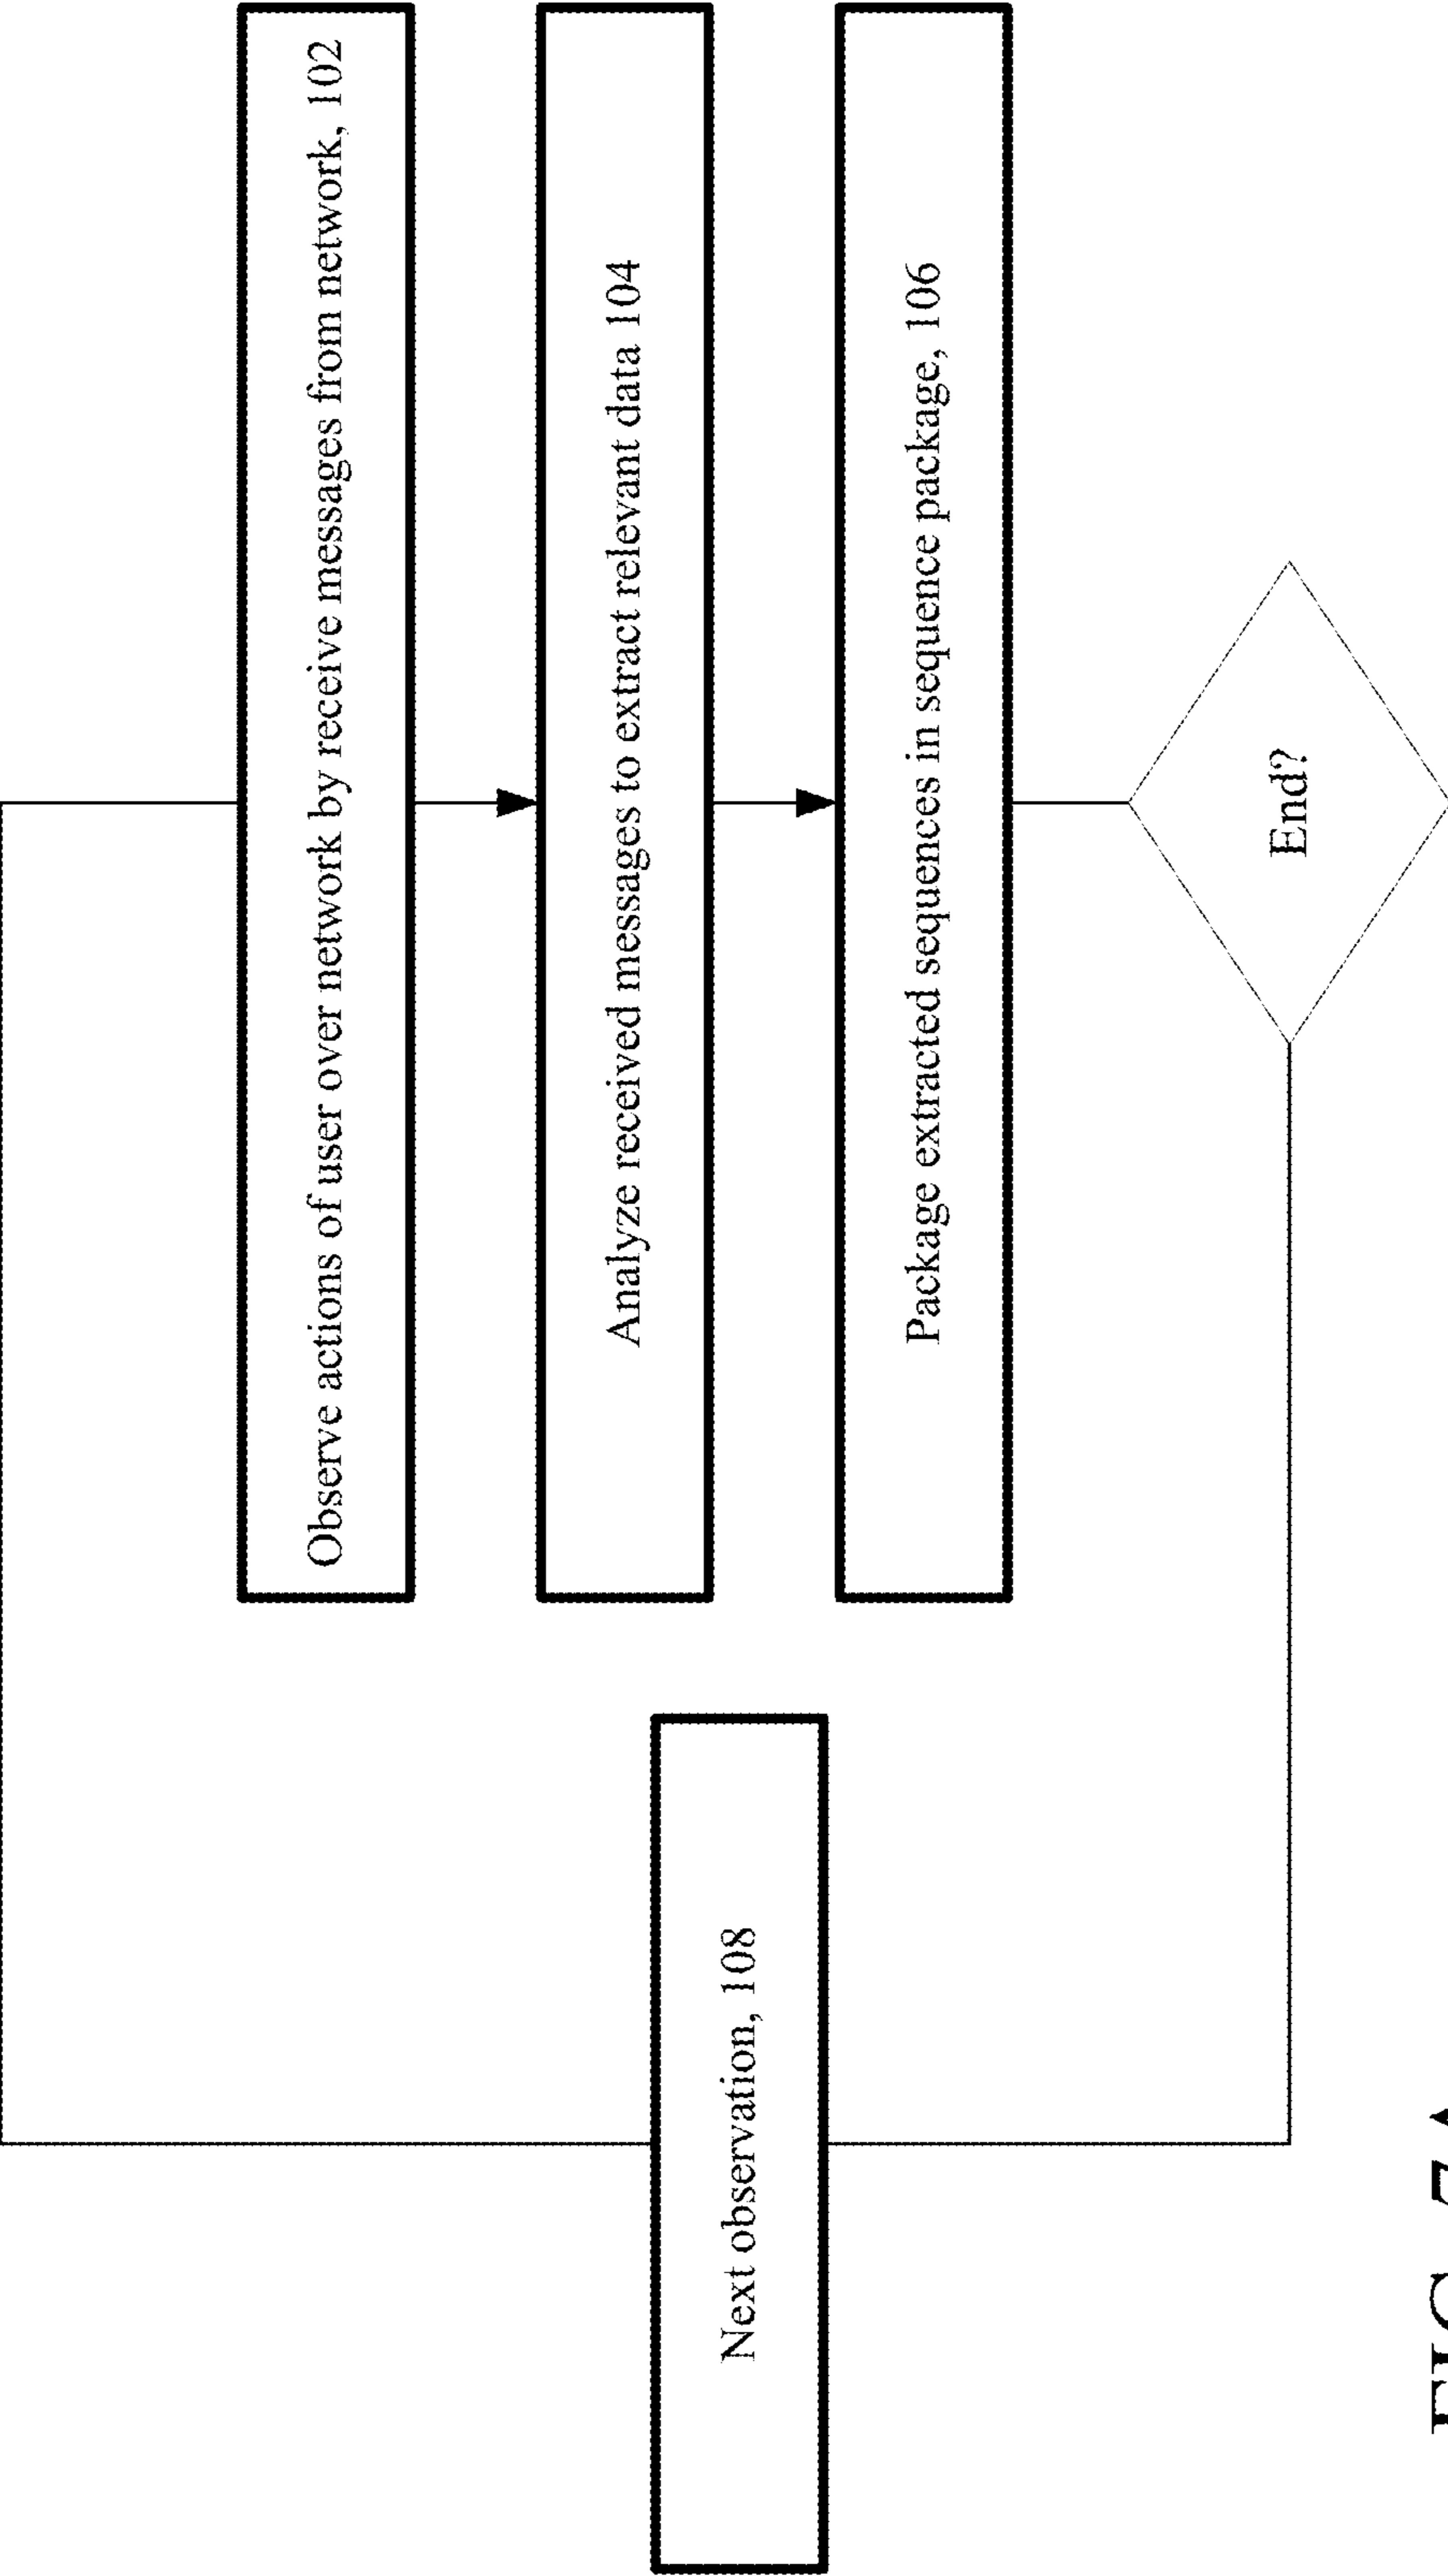 Observe actions of user over network by receive messages from network, 102
Analyze received messages to extract relevant data 104
Package extracted sequences in sequence package, 106
Next observation, 108
End?